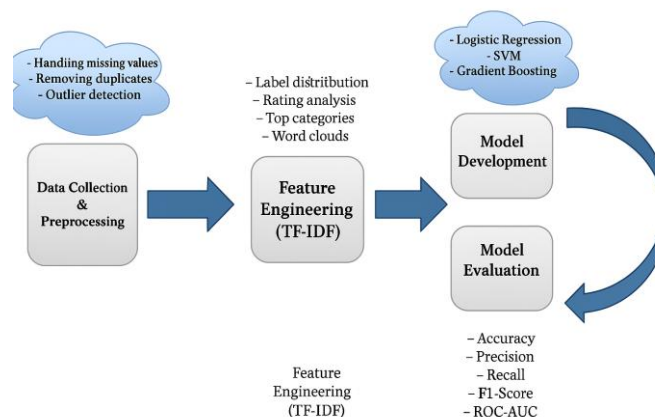 - Handling missing values
- Removing duplicates
- Outlier detection
Data Collection
&
Preprocessing
– Label distritbution
– Rating analysis
– Top categories
– Word clouds
Feature
Engineering
(TF-IDF)
- Logistic Regression
- SVM
- Gradient Boosting
Model
Development
Model
Evaluation
– Accuracy
– Precision
– Recall
– F1-Score
– ROC-AUC
Feature
Engineering
(TF-IDF)